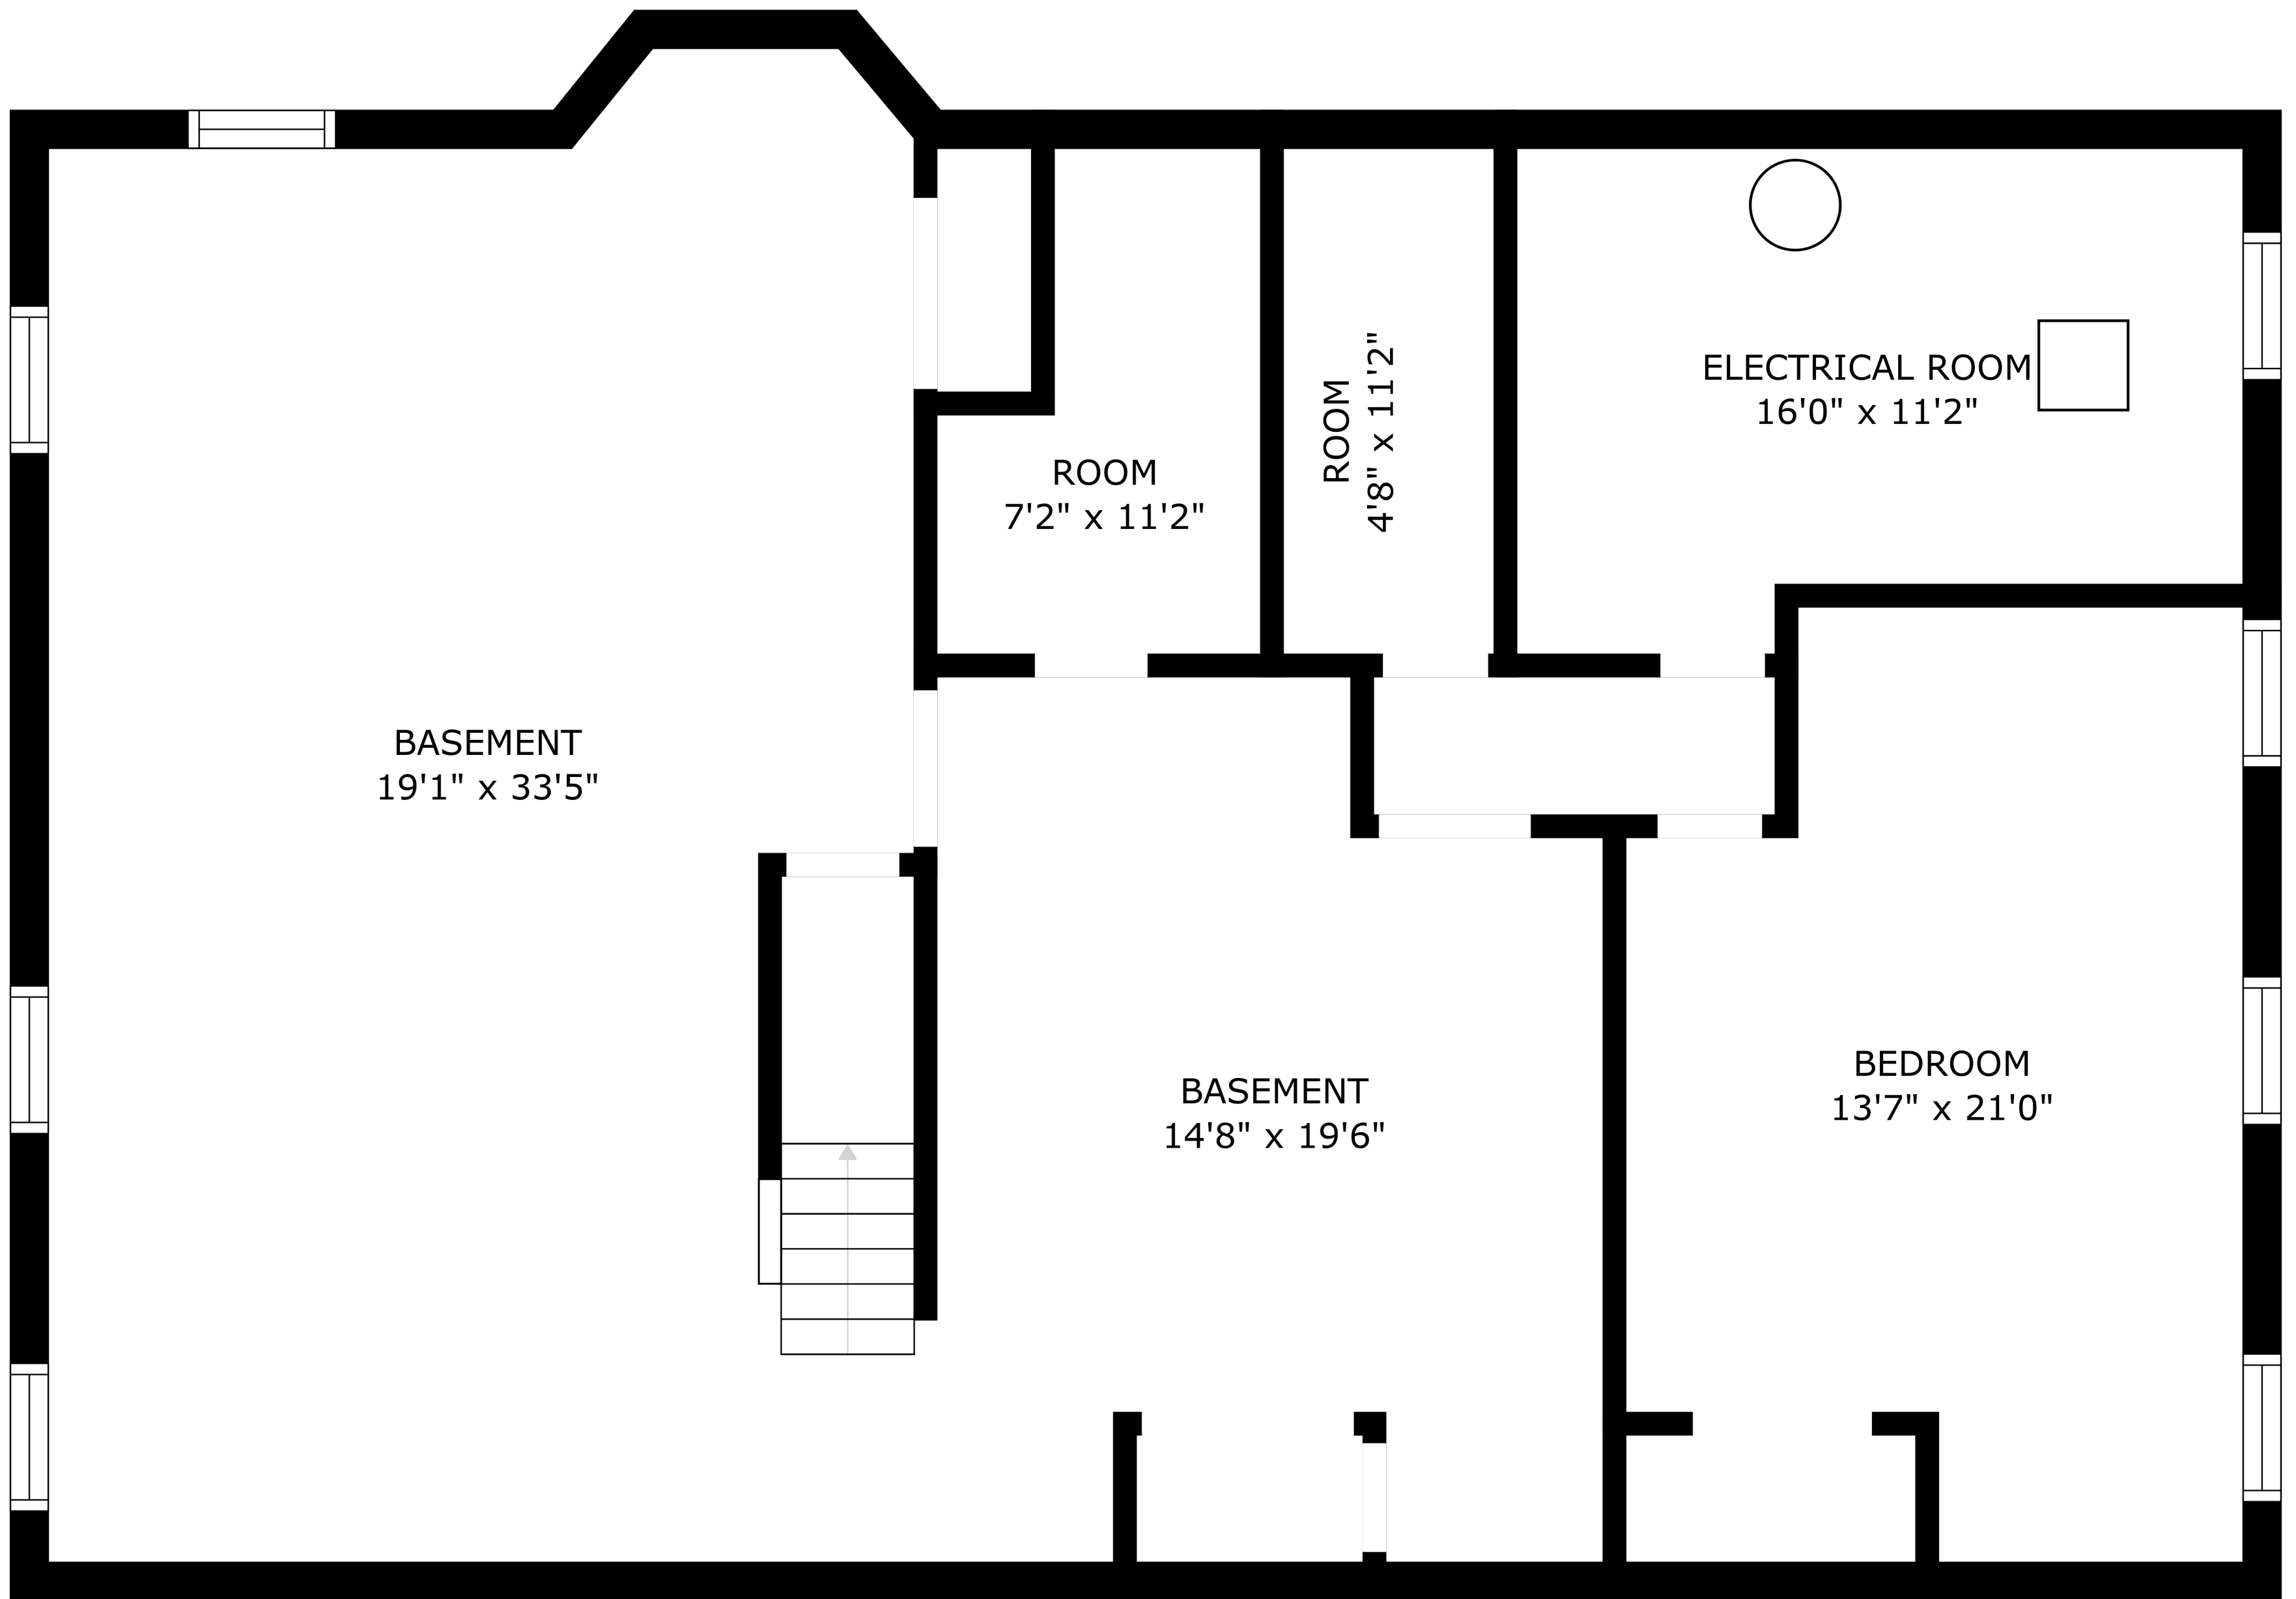 ROOM
4'8" x 11'2"
ELECTRICAL ROOM
16'0" x 11'2"
ROOM
7'2" x 11'2"
BASEMENT
19'1" x 33'5"
BASEMENT
14'8" x 19'6"
BEDROOM
13'7" x 21'0"